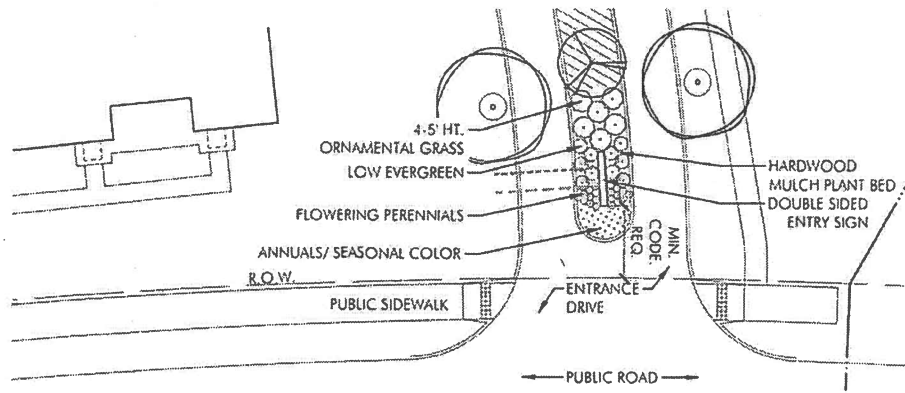 4-5' HT.
ORNAMENTAL GRASS
LOW EVERGREEN
FLOWERING PERENNIALS
ANNUALS/ SEASONAL COLOR
HARDWOOD
MULCH PLANT BED
DOUBLE SIDED
ENTRY SIGN
MIN.
CODE.
REQ.
R.O.W.
PUBLIC SIDEWALK
ENTRANCE
DRIVE
PUBLIC ROAD